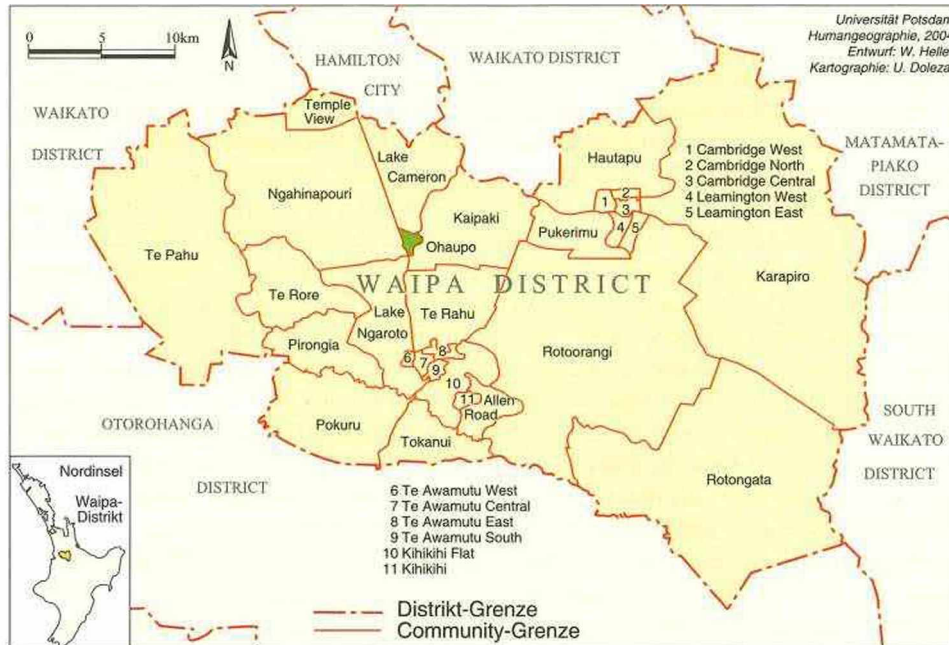 0 5 10km
N
Universität Potsdam
Humangeographie, 2004
Entwurf: W. Helle
Kartographie: U. Doleza
HAMILTON
CITY
WAIKATO DISTRICT
WAIKATO
DISTRICT
Temple
View
Lake
Cameron
Hautapu
1 Cambridge West
2 Cambridge North
3 Cambridge Central
4 Leamington West
5 Leamington East
MATAMATA-
PIAKO
DISTRICT
Ngahinapouri
Kaipaki
1
2
3
4
5
Pukerimu
Ohaupo
Te Pahu
WAIPA DISTRICT
Karapiro
Te Rore
Lake
Ngaroto
Te Rahu
Pirongia
Rotoorangi
6
7
8
9
10
11
Allen
Road
OTOROHANGA
DISTRICT
Pokuru
Tokanui
SOUTH
WAIKATO
DISTRICT
Rotongata
Nordinsel
Waipa-
Distrikt
6 Te Awamutu West
7 Te Awamutu Central
8 Te Awamutu East
9 Te Awamutu South
10 Kihikihi Flat
11 Kihikihi
Distrikt-Grenze
Community-Grenze